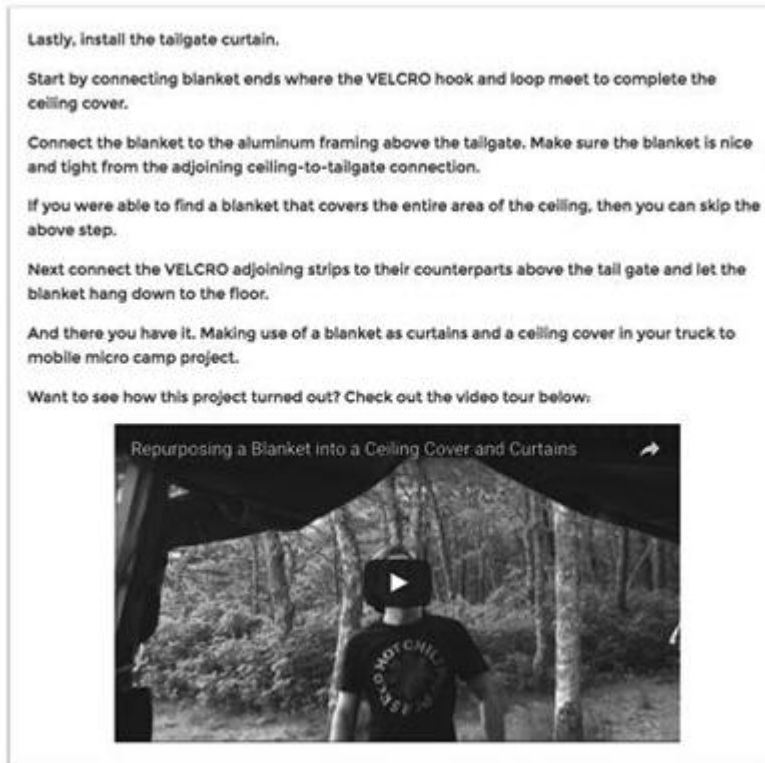 Lastly, install the tailgate curtain.
Start by connecting blanket ends where the VELCRO hook and loop meet to complete the
ceiling cover.
Connect the blanket to the aluminum framing above the tailgate. Make sure the blanket is nice
and tight from the adjoining ceiling-to-tailgate connection.
If you were able to find a blanket that covers the entire area of the ceiling, then you can skip the
above step.
Next connect the VELCRO adjoining strips to their counterparts above the tail gate and let the
blanket hang down to the floor.
And there you have it. Making use of a blanket as curtains and a ceiling cover in your truck to
mobile micro camp project.
Want to see how this project turned out? Check out the video tour below:
Repurposing a Blanket into a Ceiling Cover and Curtains